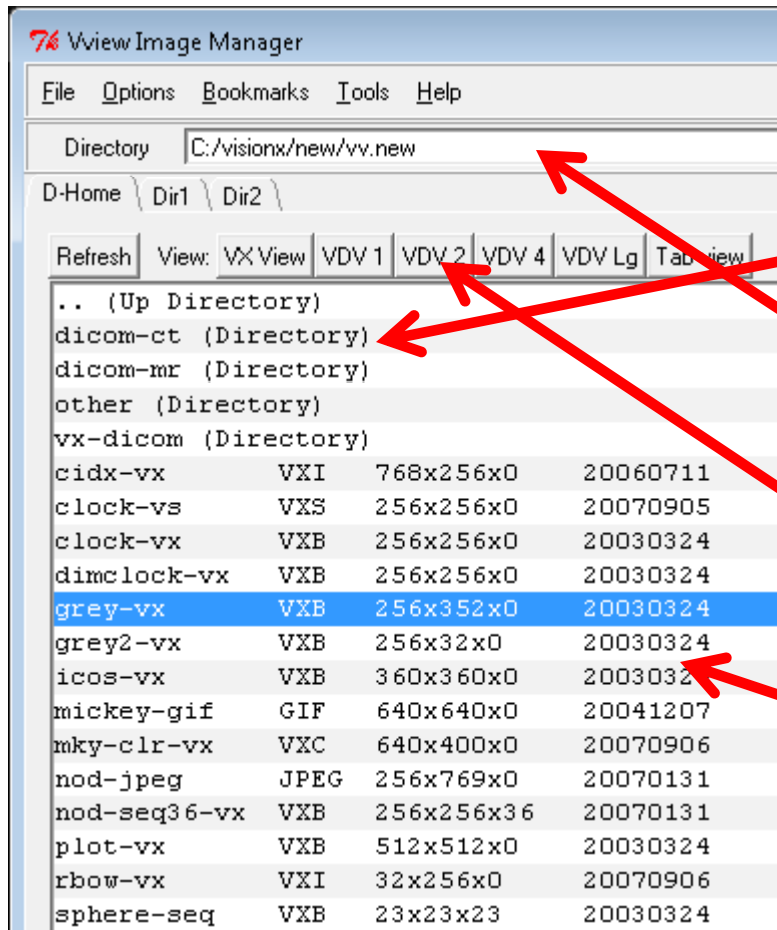 Vview Image Manager
File Options Bookmarks Tools Help
Directory C:/visionx/new/vv.new
D-Home Dir1 Dir2
Refresh View: VX View VDV 1 VDV 2 VDV 4 VDV Lg Tab view
.. (Up Directory)
dicom-ct (Directory)
dicom-mr (Directory)
other (Directory)
vx-dicom (Directory)
cidx-vx VXI 768x256x0 20060711
clock-vs VXS 256x256x0 20070905
clock-vx VXB 256x256x0 20030324
dimclock-vx VXB 256x256x0 20030324
grey-vx VXB 256x352x0 20030324
grey2-vx VXB 256x32x0 20030324
icos-vx VXB 360x360x0
mickey-gif GIF 640x640x0 20041207
mky-clr-vx VXC 640x400x0 20070906
nod-jpeg JPEG 256x769x0 20070131
nod-seq36-vx VXB 256x256x36 20070131
plot-vx VXB 512x512x0 20030324
rbow-vx VXI 32x256x0 20070906
sphere-seq VXB 23x23x23 20030324